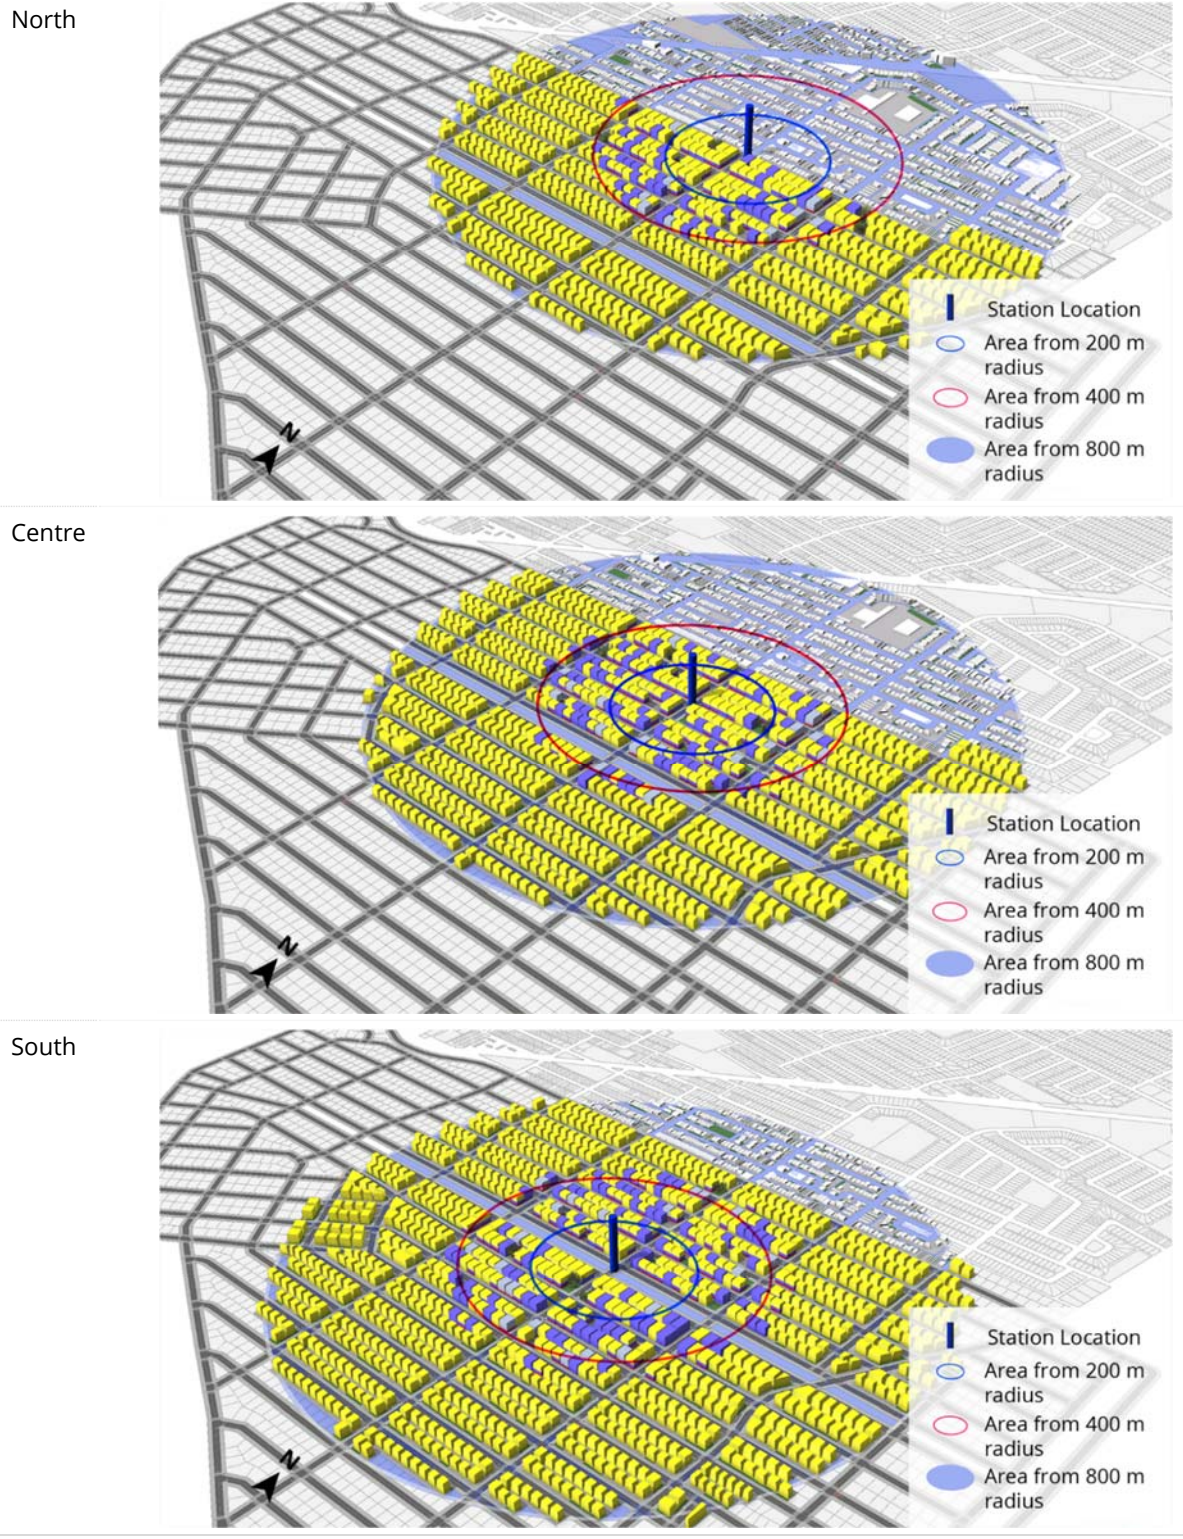 North
Station Location
Area from 200 m
radius
Area from 400 m
radius
Area from 800 m
radius
N
Centre
Station Location
Area from 200 m
radius
Area from 400 m
radius
Area from 800 m
radius
N
South
Station Location
Area from 200 m
radius
Area from 400 m
radius
Area from 800 m
radius
N